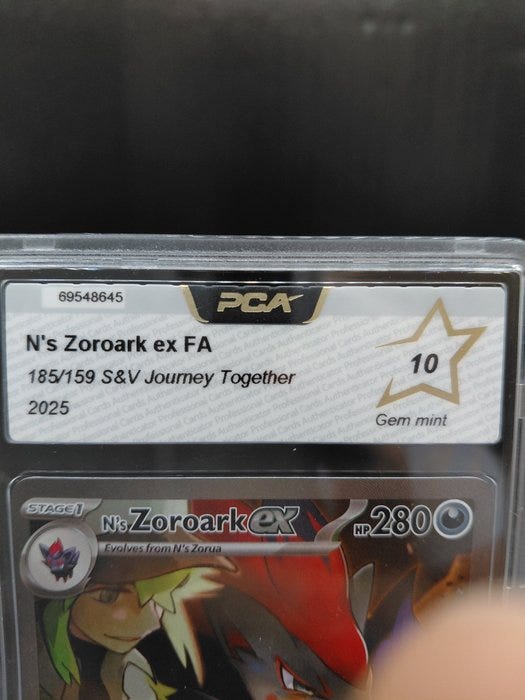 69548645
PCA
N's Zoroark ex FA
185/159 S&V Journey Together
2025
10
Gem mint
STAGE 1
N's Zoroark ex HP 280
Evolves from N's Zorua